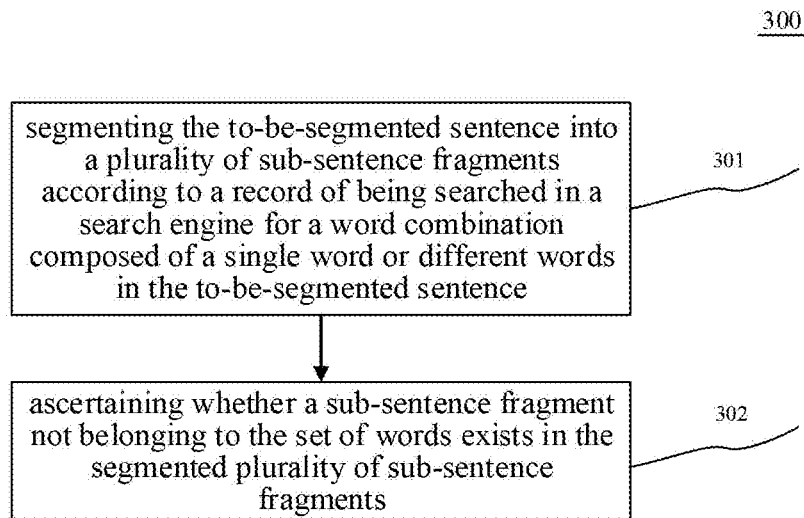 300
segmenting the to-be-segmented sentence into
a plurality of sub-sentence fragments
according to a record of being searched in a
search engine for a word combination
composed of a single word or different words
in the to-be-segmented sentence
301
ascertaining whether a sub-sentence fragment
not belonging to the set of words exists in the
segmented plurality of sub-sentence
fragments
302